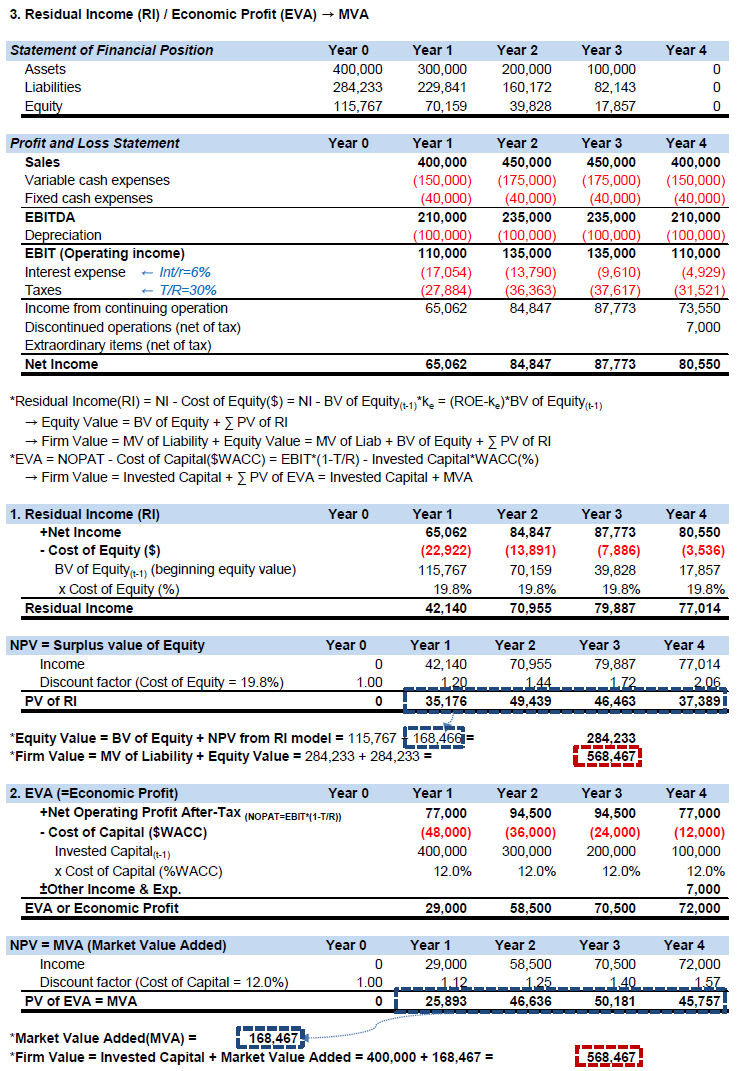 3. Residual Income (RI) / Economic Profit (EVA) → MVA
Statement of Financial Position Year 0 Year 1 Year 2 Year 3 Year 4
Assets 400,000 300,000 200,000 100,000 0
Liabilities 284,233 229,841 160,172 82,143 0
Equity 115,767 70,159 39,828 17,857 0
Profit and Loss Statement Year 0 Year 1 Year 2 Year 3 Year 4
Sales 400,000 450,000 450,000 400,000
Variable cash expenses (150,000) (175,000) (175,000) (150,000)
Fixed cash expenses (40,000) (40,000) (40,000) (40,000)
EBITDA 210,000 235,000 235,000 210,000
Depreciation (100,000) (100,000) (100,000) (100,000)
EBIT (Operating income) 110,000 135,000 135,000 110,000
Interest expense ← Int/r=6% (17,054) (13,790) (9,610) (4,929)
Taxes ← T/R=30% (27,884) (36,363) (37,617) (31,521)
Income from continuing operation 65,062 84,847 87,773 73,550
Discontinued operations (net of tax) 7,000
Extraordinary items (net of tax)
Net Income 65,062 84,847 87,773 80,550
*Residual Income(RI) = NI - Cost of Equity($) = NI - BV of Equity(t-1)*ke = (ROE-ke)*BV of Equity(t-1)
→ Equity Value = BV of Equity + ∑ PV of RI
→ Firm Value = MV of Liability + Equity Value = MV of Liab + BV of Equity + ∑ PV of RI
*EVA = NOPAT - Cost of Capital($WACC) = EBIT*(1-T/R) - Invested Capital*WACC(%)
→ Firm Value = Invested Capital + ∑ PV of EVA = Invested Capital + MVA
1. Residual Income (RI) Year 0 Year 1 Year 2 Year 3 Year 4
+Net Income 65,062 84,847 87,773 80,550
- Cost of Equity ($) (22,922) (13,891) (7,886) (3,536)
BV of Equity(t-1) (beginning equity value) 115,767 70,159 39,828 17,857
x Cost of Equity (%) 19.8% 19.8% 19.8% 19.8%
Residual Income 42,140 70,955 79,887 77,014
NPV = Surplus value of Equity Year 0 Year 1 Year 2 Year 3 Year 4
Income 0 42,140 70,955 79,887 77,014
Discount factor (Cost of Equity = 19.8%) 1.00 1.20 1.44 1.72 2.06
PV of RI 0 35,176 49,439 46,463 37,389
*Equity Value = BV of Equity + NPV from RI model = 115,767 + 168,466 = 284,233
*Firm Value = MV of Liability + Equity Value = 284,233 + 284,233 = 568,467
2. EVA (=Economic Profit) Year 0 Year 1 Year 2 Year 3 Year 4
+Net Operating Profit After-Tax (NOPAT=EBIT*(1-T/R)) 77,000 94,500 94,500 77,000
- Cost of Capital ($WACC) (48,000) (36,000) (24,000) (12,000)
Invested Capital(t-1) 400,000 300,000 200,000 100,000
x Cost of Capital (%WACC) 12.0% 12.0% 12.0% 12.0%
±Other Income & Exp. 7,000
EVA or Economic Profit 29,000 58,500 70,500 72,000
NPV = MVA (Market Value Added) Year 0 Year 1 Year 2 Year 3 Year 4
Income 0 29,000 58,500 70,500 72,000
Discount factor (Cost of Capital = 12.0%) 1.00 1.12 1.25 1.40 1.57
PV of EVA = MVA 0 25,893 46,636 50,181 45,757
*Market Value Added(MVA) = 168,467
*Firm Value = Invested Capital + Market Value Added = 400,000 + 168,467 = 568,467